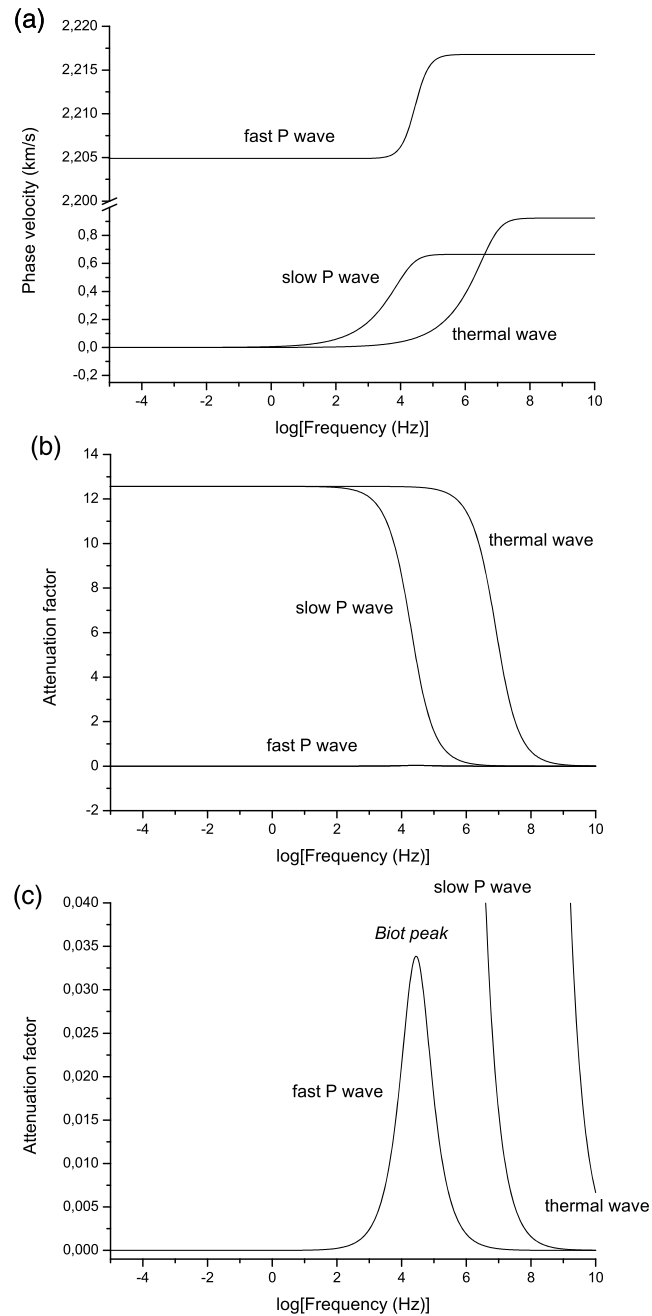 (a)
2,220
2,215
2,210
2,205
2,200
0,8
0,6
0,4
0,2
0,0
-0,2
Phase velocity (km/s)
fast P wave
slow P wave
thermal wave
-4 -2 0 2 4 6 8 10
log[Frequency (Hz)]
(b)
14
12
10
8
6
4
2
0
-2
Attenuation factor
thermal wave
slow P wave
fast P wave
-4 -2 0 2 4 6 8 10
log[Frequency (Hz)]
(c)
0,040
0,035
0,030
0,025
0,020
0,015
0,010
0,005
0,000
Attenuation factor
slow P wave
Biot peak
fast P wave
thermal wave
-4 -2 0 2 4 6 8 10
log[Frequency (Hz)]